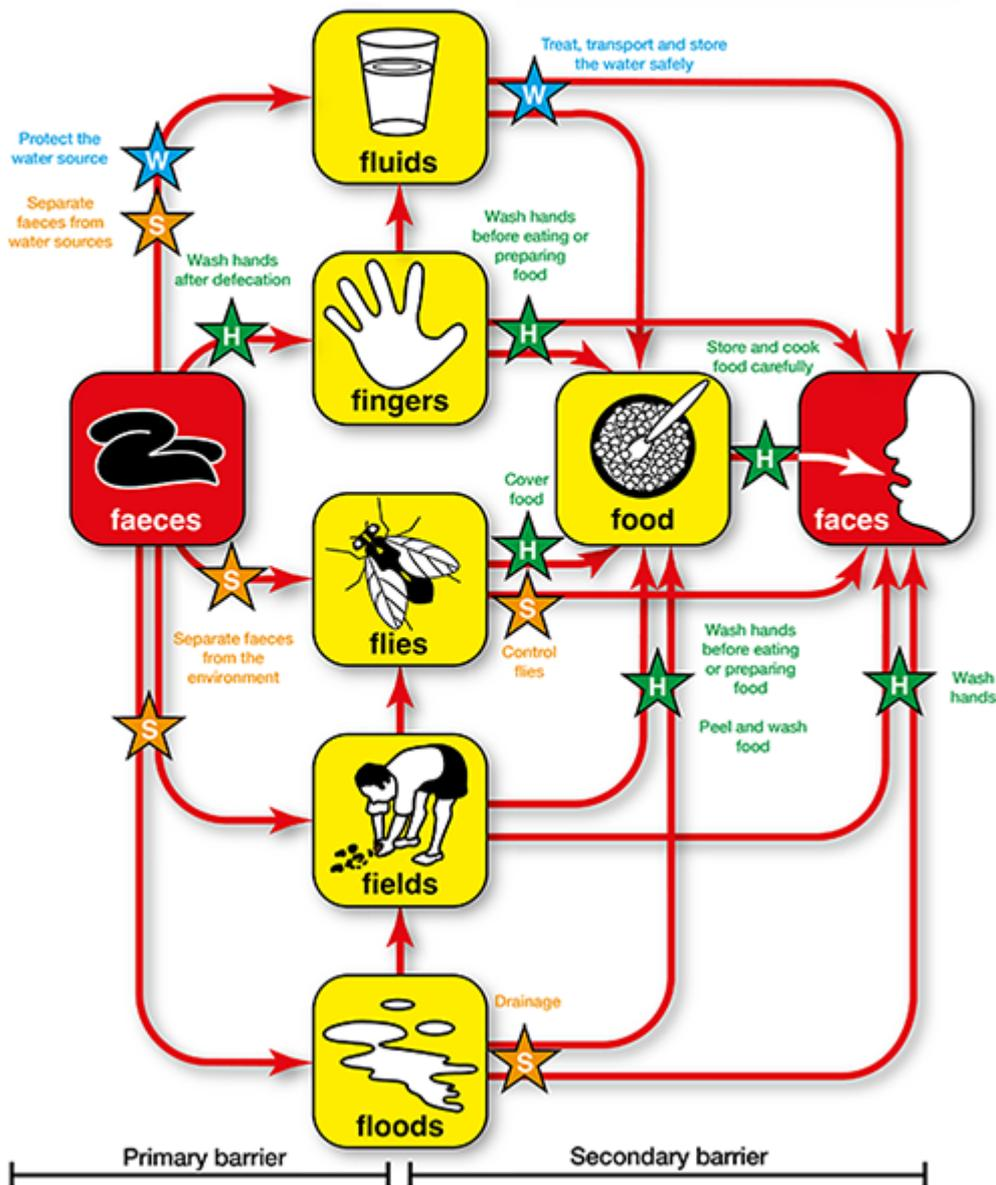 Treat, transport and store
the water safely
W
fluids
Protect the
water source
W
Separate
faeces from
water sources
S
Wash hands
after defecation
H
fingers
Wash hands
before eating or
preparing
food
H
Store and cook
food carefully
H
faeces
food
faces
Cover
food
H
S
flies
S
Control
flies
Separate faeces
from the
environment
S
Wash hands
before eating
or preparing
food
H
Peel and wash
food
H
Wash
hands
fields
Drainage
S
floods
Primary barrier
Secondary barrier